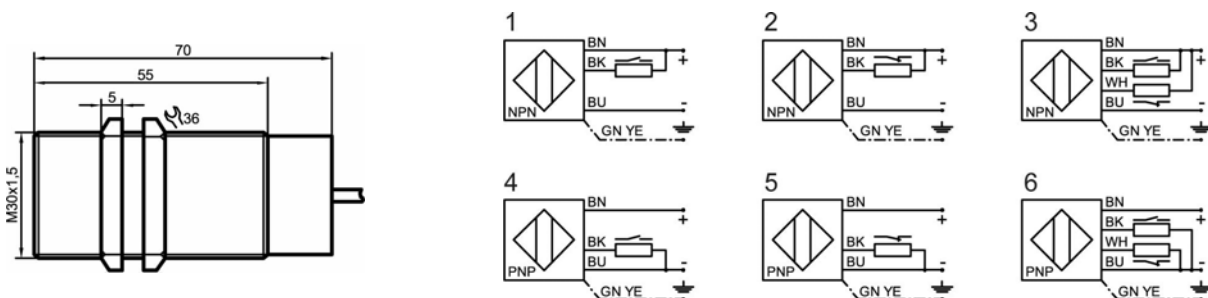 70
55
5
36
M30x1,5
1
BN
+
BK
BU
-
NPN
GN YE
2
BN
+
BK
BU
-
NPN
GN YE
3
BN
+
BK
WH
BU
-
NPN
GN YE
4
BN
+
BK
BU
-
PNP
GN YE
5
BN
+
BK
BU
-
PNP
GN YE
6
BN
+
BK
WH
BU
-
PNP
GN YE